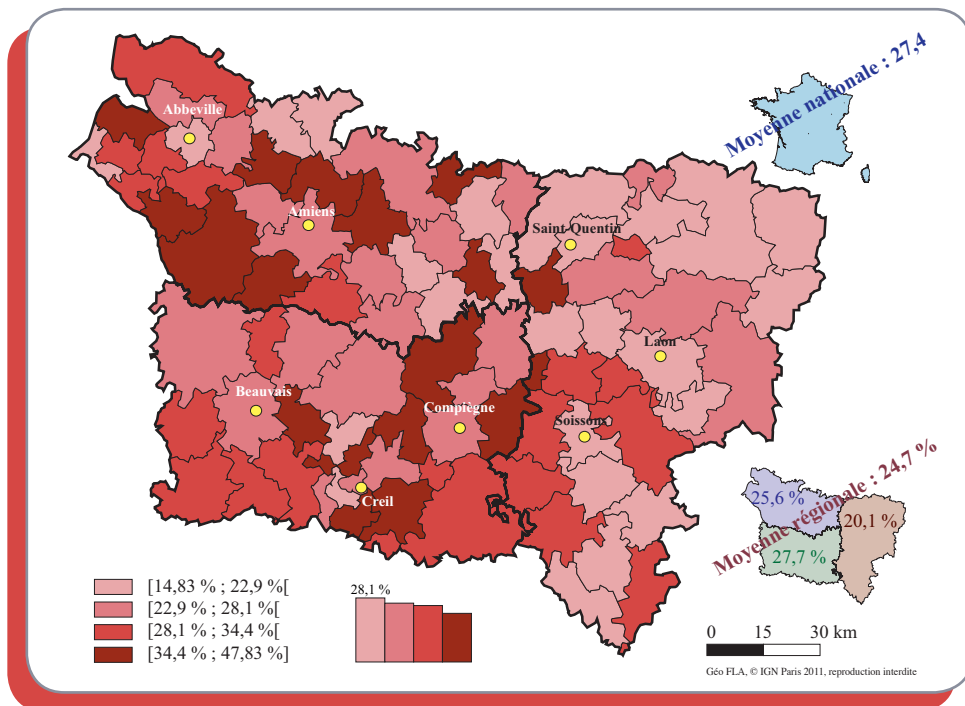 Moyenne nationale : 27,4
Abbeville
Amiens
Saint-Quentin
Laon
Beauvais
Compiègne
Soissons
Creil
Moyenne régionale : 24,7 %
25,6 %
20,1 %
27,7 %
[14,83 % ; 22,9 %[
[22,9 % ; 28,1 %[
[28,1 % ; 34,4 %[
[34,4 % ; 47,83 %]
28,1 %
0 15 30 km
Géo FLA, © IGN Paris 2011, reproduction interdite